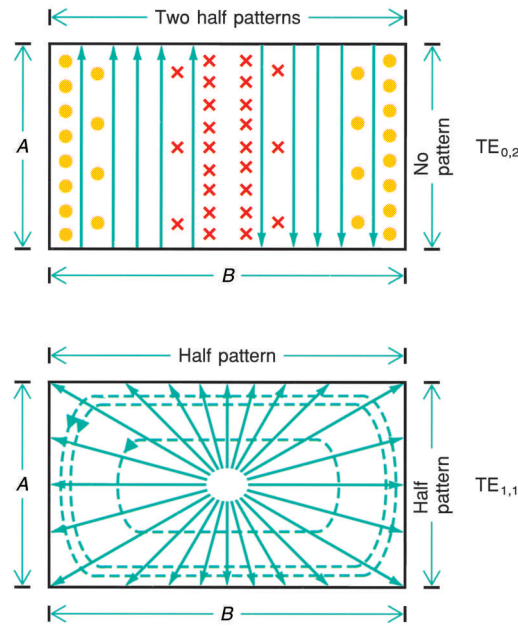 Two half patterns
A
No
pattern
TE0,2
B
Half pattern
A
Half
pattern
TE1,1
B